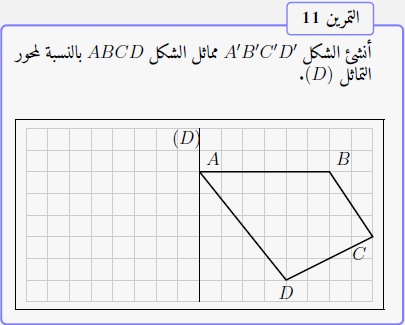 التمرين 11
أنشئ الشكل A′B′C′D′ مماثل الشكل ABCD بالنسبة لمحور
التماثل (D).
(D)
A
B
C
D